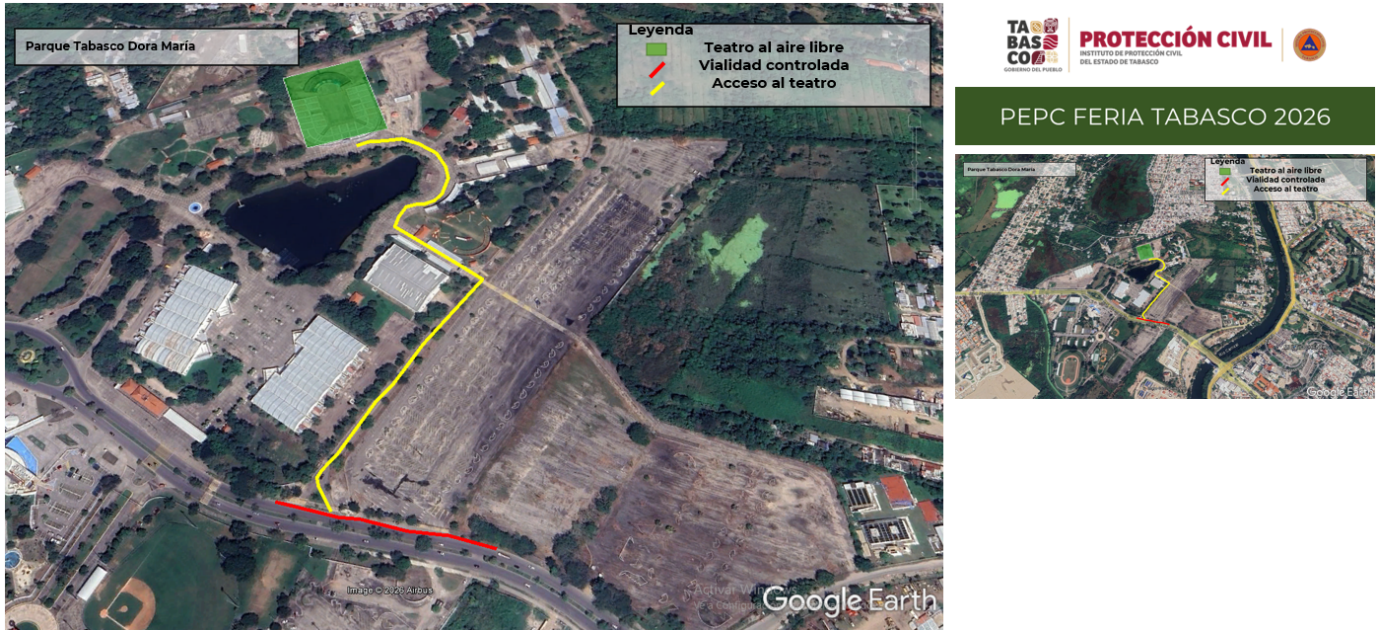 Parque Tabasco Dora María
Leyenda
Teatro al aire libre
Vialidad controlada
Acceso al teatro
Image © 2026 Airbus
Activar Windows
Google Earth
TA
BAS
CO
GOBIERNO DEL PUEBLO
PROTECCIÓN CIVIL
INSTITUTO DE PROTECCIÓN CIVIL
DEL ESTADO DE TABASCO
PEPC FERIA TABASCO 2026
Parque Tabasco Dora María
Leyenda
Teatro al aire libre
Vialidad controlada
Acceso al teatro
Google Earth